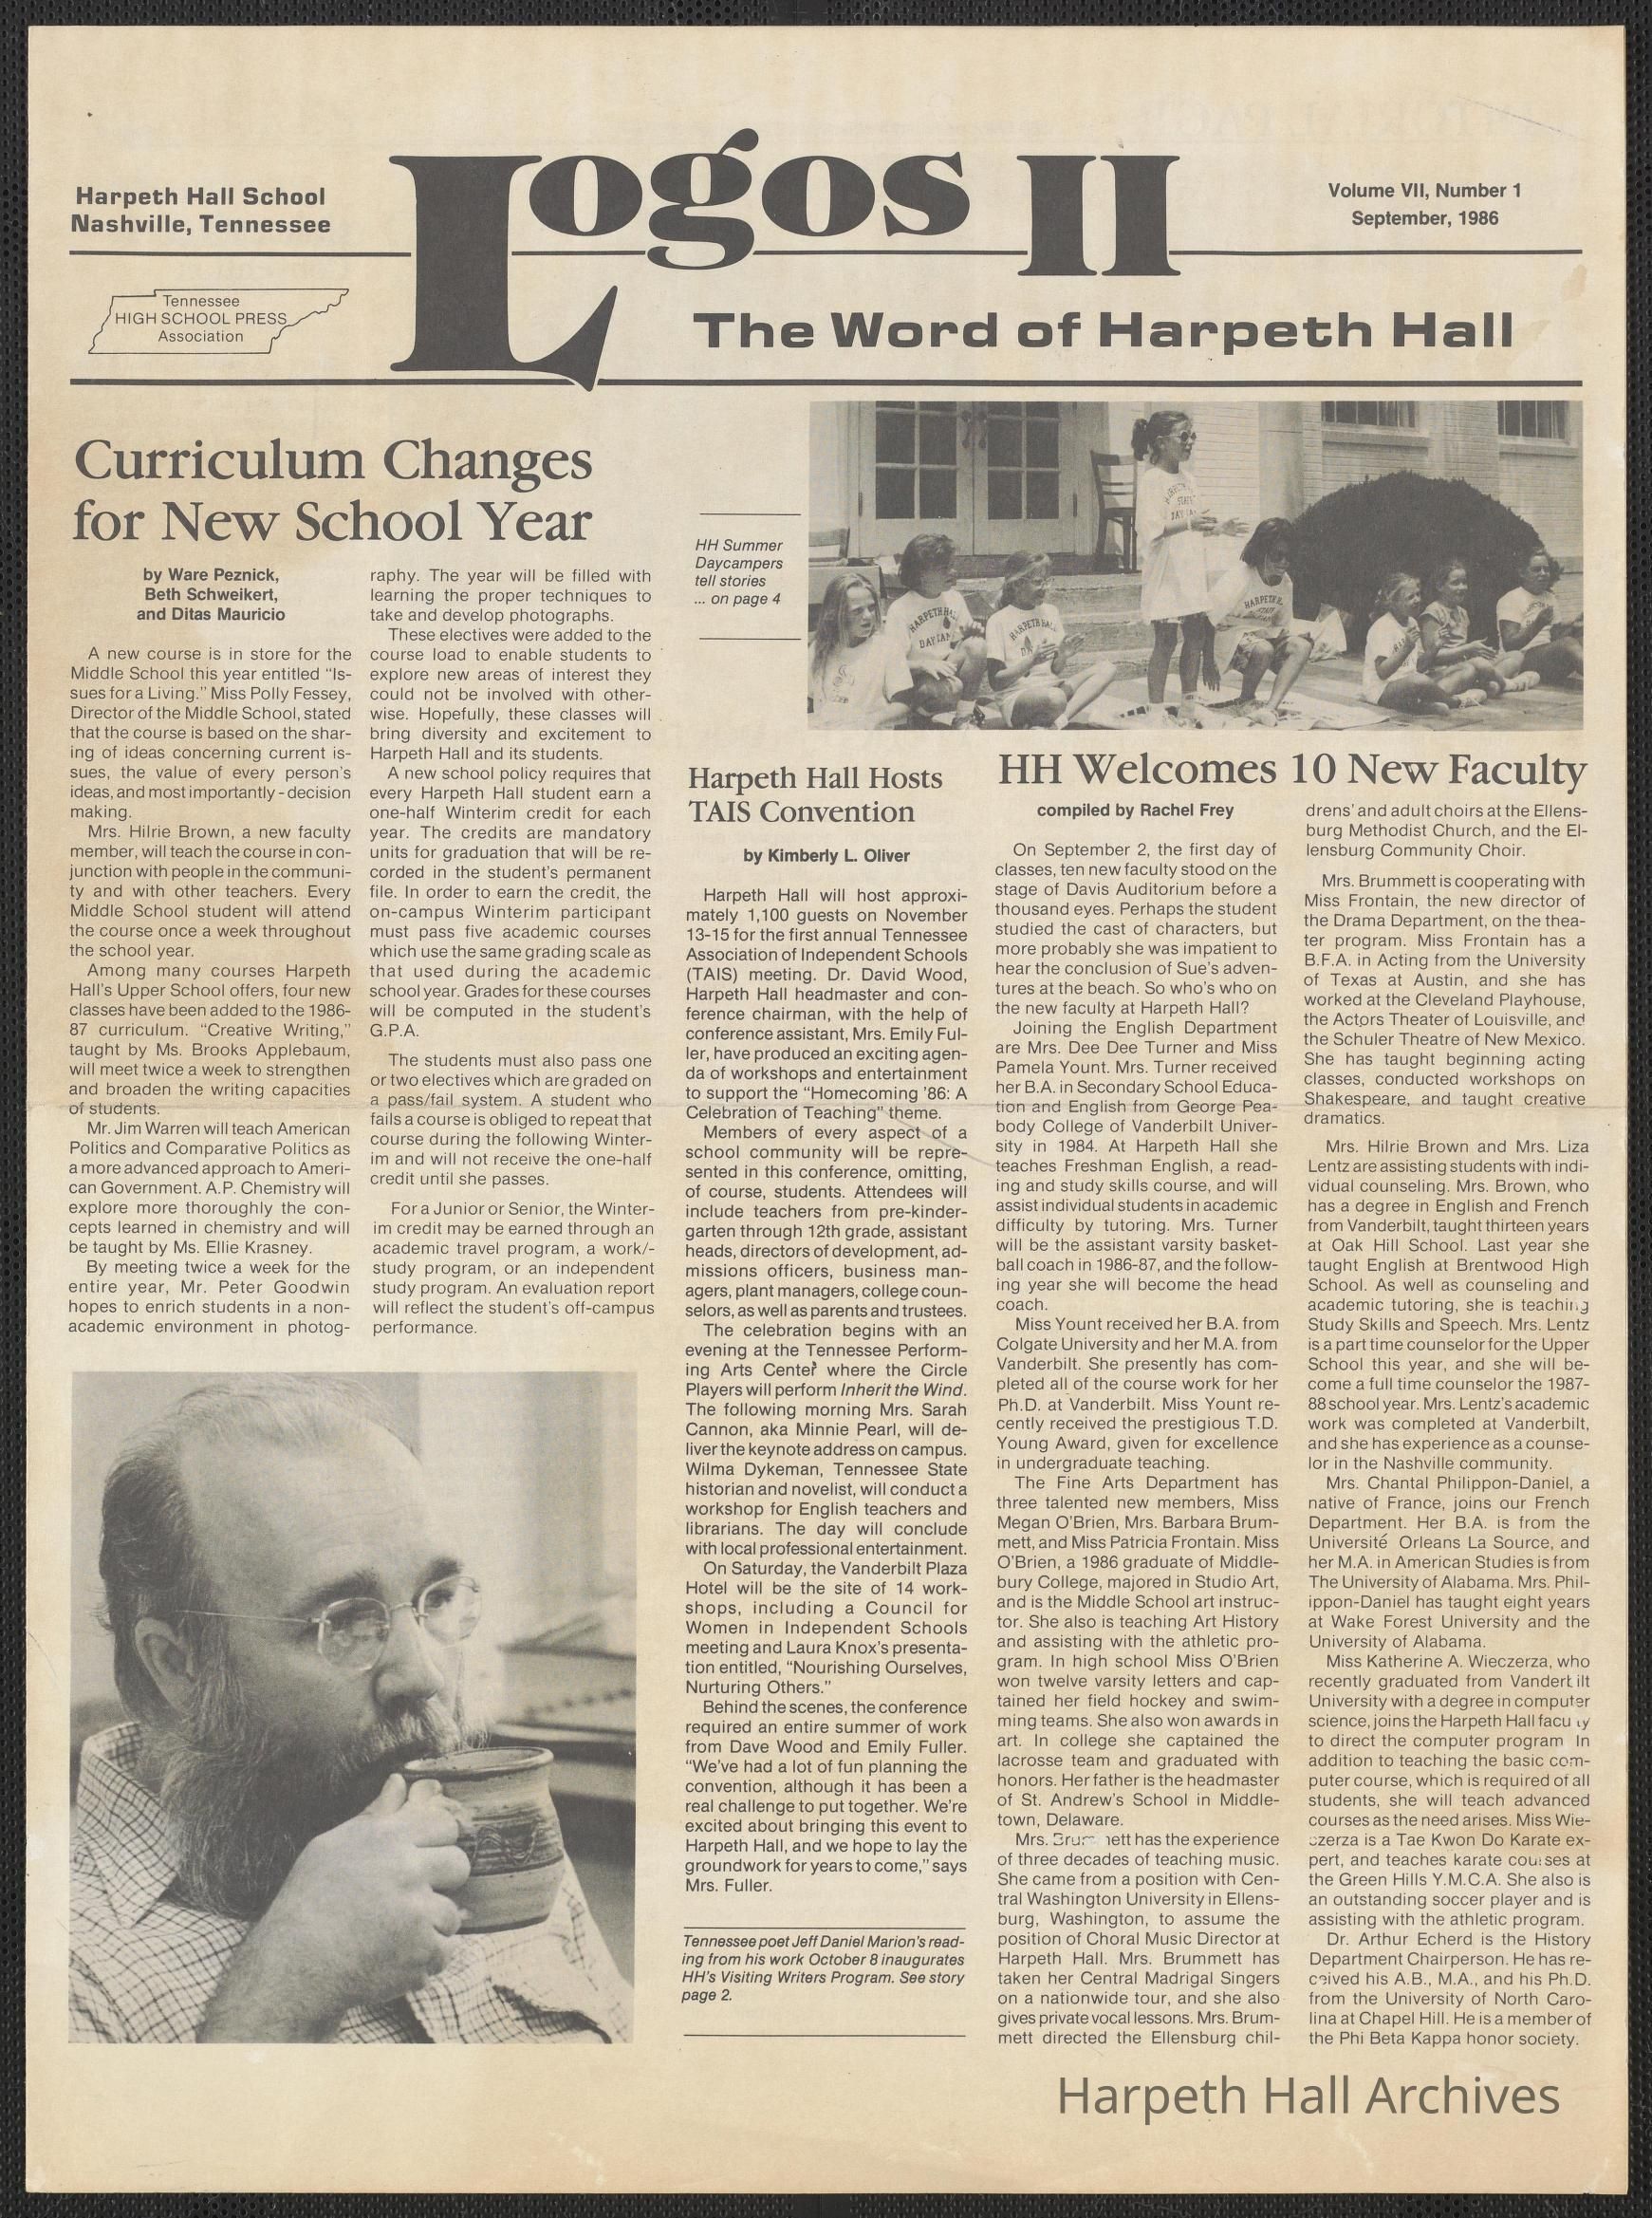 Harpeth Hall School
Nashville, Tennessee
Logos II
Volume VII, Number 1
September, 1986
Tennessee
HIGH SCHOOL PRESS
Association
The Word of Harpeth Hall
Curriculum Changes
for New School Year
by Ware Peznick,
Beth Schweikert,
and Ditas Mauricio
A new course is in store for the
Middle School this year entitled “Is-
sues for a Living.” Miss Polly Fessey,
Director of the Middle School, stated
that the course is based on the shar-
ing of ideas concerning current is-
sues, the value of every person's
ideas, and most importantly - decision
making.
Mrs. Hilrie Brown, a new faculty
member, will teach the course in con-
junction with people in the communi-
ty and with other teachers. Every
Middle School student will attend
the course once a week throughout
the school year.
Among many courses Harpeth
Hall's Upper School offers, four new
classes have been added to the 1986-
87 curriculum. “Creative Writing,”
taught by Ms. Brooks Applebaum,
will meet twice a week to strengthen
and broaden the writing capacities
of students.
Mr. Jim Warren will teach American
Politics and Comparative Politics as
a more advanced approach to Ameri-
can Government. A.P. Chemistry will
explore more thoroughly the con-
cepts learned in chemistry and will
be taught by Ms. Ellie Krasney.
By meeting twice a week for the
entire year, Mr. Peter Goodwin
hopes to enrich students in a non-
academic environment in photog-
raphy. The year will be filled with
learning the proper techniques to
take and develop photographs.
These electives were added to the
course load to enable students to
explore new areas of interest they
could not be involved with other-
wise. Hopefully, these classes will
bring diversity and excitement to
Harpeth Hall and its students.
A new school policy requires that
every Harpeth Hall student earn a
one-half Winterim credit for each
year. The credits are mandatory
units for graduation that will be re-
corded in the student's permanent
file. In order to earn the credit, the
on-campus Winterim participant
must pass five academic courses
which use the same grading scale as
that used during the academic
school year. Grades for these courses
will be computed in the student's
G.P.A.
The students must also pass one
or two electives which are graded on
a pass/fail system. A student who
fails a course is obliged to repeat that
course during the following Winter-
im and will not receive the one-half
credit until she passes.
For a Junior or Senior, the Winter-
im credit may be earned through an
academic travel program, a work/-
study program, or an independent
study program. An evaluation report
will reflect the student's off-campus
performance.
HH Summer
Daycampers
tell stories
... on page 4
Harpeth Hall Hosts
TAIS Convention
by Kimberly L. Oliver
Harpeth Hall will host approxi-
mately 1,100 guests on November
13-15 for the first annual Tennessee
Association of Independent Schools
(TAIS) meeting. Dr. David Wood,
Harpeth Hall headmaster and con-
ference chairman, with the help of
conference assistant, Mrs. Emily Ful-
ler, have produced an exciting agen-
da of workshops and entertainment
to support the “Homecoming '86: A
Celebration of Teaching” theme.
Members of every aspect of a
school community will be repre-
sented in this conference, omitting,
of course, students. Attendees will
include teachers from pre-kinder-
garten through 12th grade, assistant
heads, directors of development, ad-
missions officers, business man-
agers, plant managers, college coun-
selors, as well as parents and trustees.
The celebration begins with an
evening at the Tennessee Perform-
ing Arts Center where the Circle
Players will perform Inherit the Wind.
The following morning Mrs. Sarah
Cannon, aka Minnie Pearl, will de-
liver the keynote address on campus.
Wilma Dykeman, Tennessee State
historian and novelist, will conduct a
workshop for English teachers and
librarians. The day will conclude
with local professional entertainment.
On Saturday, the Vanderbilt Plaza
Hotel will be the site of 14 work-
shops, including a Council for
Women in Independent Schools
meeting and Laura Knox's presenta-
tion entitled, “Nourishing Ourselves,
Nurturing Others.”
Behind the scenes, the conference
required an entire summer of work
from Dave Wood and Emily Fuller.
“We've had a lot of fun planning the
convention, although it has been a
real challenge to put together. We're
excited about bringing this event to
Harpeth Hall, and we hope to lay the
groundwork for years to come,” says
Mrs. Fuller.
Tennessee poet Jeff Daniel Marion's read-
ing from his work October 8 inaugurates
HH's Visiting Writers Program. See story
page 2.
HH Welcomes 10 New Faculty
compiled by Rachel Frey
On September 2, the first day of
classes, ten new faculty stood on the
stage of Davis Auditorium before a
thousand eyes. Perhaps the student
studied the cast of characters, but
more probably she was impatient to
hear the conclusion of Sue's adven-
tures at the beach. So who's who on
the new faculty at Harpeth Hall?
Joining the English Department
are Mrs. Dee Dee Turner and Miss
Pamela Yount. Mrs. Turner received
her B.A. in Secondary School Educa-
tion and English from George Pea-
body College of Vanderbilt Univer-
sity in 1984. At Harpeth Hall she
teaches Freshman English, a read-
ing and study skills course, and will
assist individual students in academic
difficulty by tutoring. Mrs. Turner
will be the assistant varsity basket-
ball coach in 1986-87, and the follow-
ing year she will become the head
coach.
Miss Yount received her B.A. from
Colgate University and her M.A. from
Vanderbilt. She presently has com-
pleted all of the course work for her
Ph.D. at Vanderbilt. Miss Yount re-
cently received the prestigious T.D.
Young Award, given for excellence
in undergraduate teaching.
The Fine Arts Department has
three talented new members, Miss
Megan O'Brien, Mrs. Barbara Brum-
mett, and Miss Patricia Frontain. Miss
O'Brien, a 1986 graduate of Middle-
bury College, majored in Studio Art,
and is the Middle School art instruc-
tor. She also is teaching Art History
and assisting with the athletic pro-
gram. In high school Miss O'Brien
won twelve varsity letters and cap-
tained her field hockey and swim-
ming teams. She also won awards in
art. In college she captained the
lacrosse team and graduated with
honors. Her father is the headmaster
of St. Andrew's School in Middle-
town, Delaware.
Mrs. Brummett has the experience
of three decades of teaching music.
She came from a position with Cen-
tral Washington University in Ellens-
burg, Washington, to assume the
position of Choral Music Director at
Harpeth Hall. Mrs. Brummett has
taken her Central Madrigal Singers
on a nationwide tour, and she also
gives private vocal lessons. Mrs. Brum-
mett directed the Ellensburg chil-
drens' and adult choirs at the Ellens-
burg Methodist Church, and the El-
lensburg Community Choir.
Mrs. Brummett is cooperating with
Miss Frontain, the new director of
the Drama Department, on the thea-
ter program. Miss Frontain has a
B.F.A. in Acting from the University
of Texas at Austin, and she has
worked at the Cleveland Playhouse,
the Actors Theater of Louisville, and
the Schuler Theatre of New Mexico.
She has taught beginning acting
classes, conducted workshops on
Shakespeare, and taught creative
dramatics.
Mrs. Hilrie Brown and Mrs. Liza
Lentz are assisting students with indi-
vidual counseling. Mrs. Brown, who
has a degree in English and French
from Vanderbilt, taught thirteen years
at Oak Hill School. Last year she
taught English at Brentwood High
School. As well as counseling and
academic tutoring, she is teaching
Study Skills and Speech. Mrs. Lentz
is a part time counselor for the Upper
School this year, and she will be-
come a full time counselor the 1987-
88 school year. Mrs. Lentz's academic
work was completed at Vanderbilt,
and she has experience as a counse-
lor in the Nashville community.
Mrs. Chantal Philippon-Daniel, a
native of France, joins our French
Department. Her B.A. is from the
Université Orleans La Source, and
her M.A. in American Studies is from
The University of Alabama. Mrs. Phil-
ippon-Daniel has taught eight years
at Wake Forest University and the
University of Alabama.
Miss Katherine A. Wieczerza, who
recently graduated from Vanderbilt
University with a degree in computer
science, joins the Harpeth Hall faculty
to direct the computer program In
addition to teaching the basic com-
puter course, which is required of all
students, she will teach advanced
courses as the need arises. Miss Wie-
czerza is a Tae Kwon Do Karate ex-
pert, and teaches karate courses at
the Green Hills Y.M.C.A. She also is
an outstanding soccer player and is
assisting with the athletic program.
Dr. Arthur Echerd is the History
Department Chairperson. He has re-
ceived his A.B., M.A., and his Ph.D.
from the University of North Caro-
lina at Chapel Hill. He is a member of
the Phi Beta Kappa honor society.
Harpeth Hall Archives